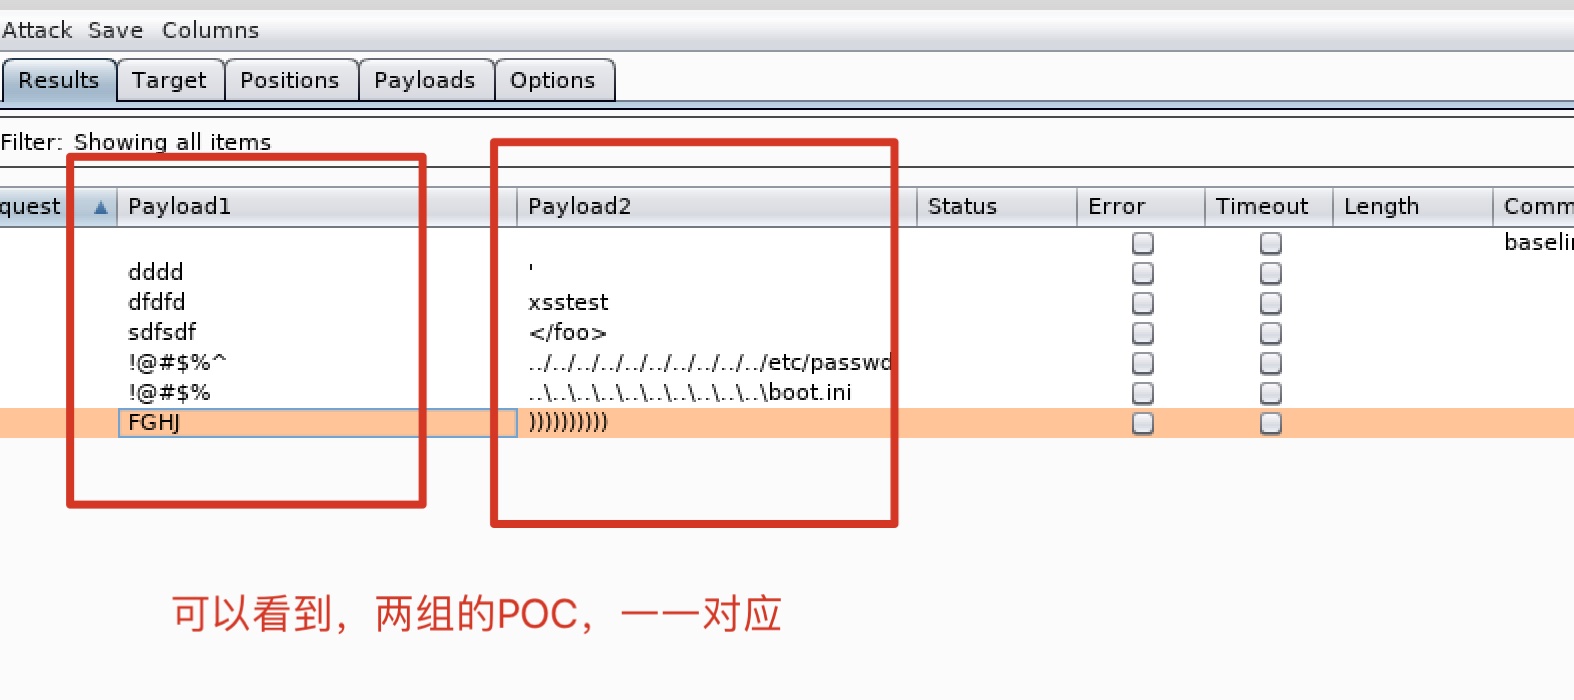 Attack Save Columns
Results Target Positions Payloads Options
Filter: Showing all items
quest Payload1 Payload2 Status Error Timeout Length Comm
baselin
dddd '
dfdfd xsstest
sdfsdf </foo>
!@#$%^ ../../../../../../../../../../etc/passwd
!@#$% ..\..\..\..\..\..\..\..\..\..\boot.ini
FGHJ ))))))))))
可以看到，两组的POC，一一对应